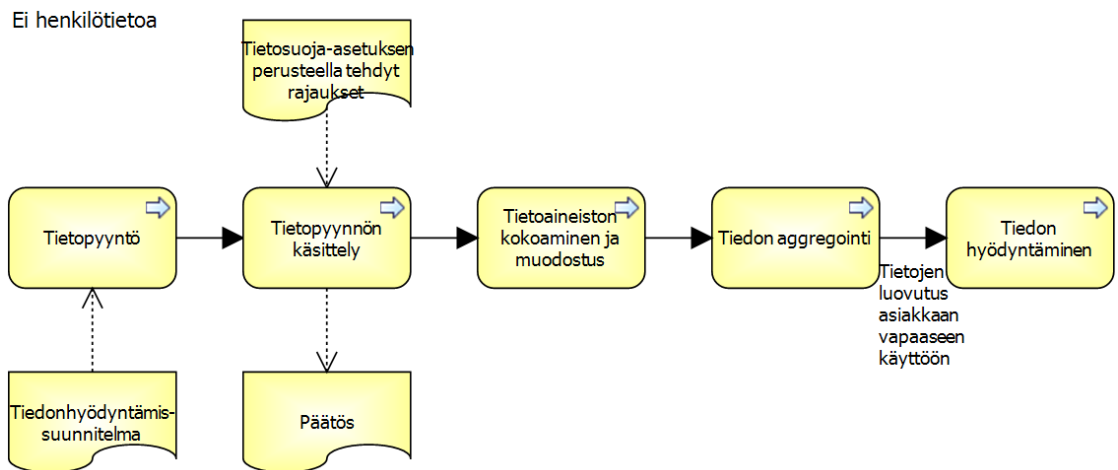 Ei henkilötietoa
Tietosuoja-asetuksen
perusteella tehdyt
rajaukset
Tietopyyntö
Tietopyynnön
käsittely
Tietoaineiston
kokoaminen ja
muodostus
Tiedon aggregointi
Tiedon
hyödyntäminen
Tietojen
luovutus
asiakkaan
vapaaseen
käyttöön
Tiedonhyödyntämis-
suunnitelma
Päätös